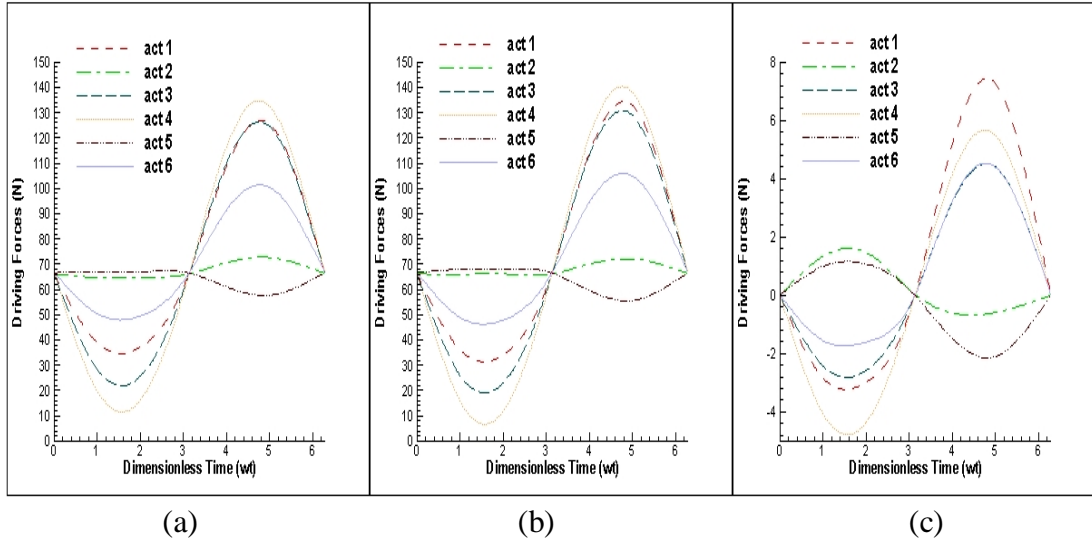 act 1
act 2
act 3
act 4
act 5
act 6
150
140
130
120
110
100
90
80
70
60
50
40
30
20
10
0
Driving Forces (N)
0 1 2 3 4 5 6
Dimensionless Time (wt)
act 1
act 2
act 3
act 4
act 5
act 6
150
140
130
120
110
100
90
80
70
60
50
40
30
20
10
0
Driving Forces (N)
0 1 2 3 4 5 6
Dimensionless Time (wt)
act 1
act 2
act 3
act 4
act 5
act 6
8
6
4
2
0
-2
-4
Driving Forces (N)
0 1 2 3 4 5 6
Dimensionless Time (wt)
(a) (b) (c)